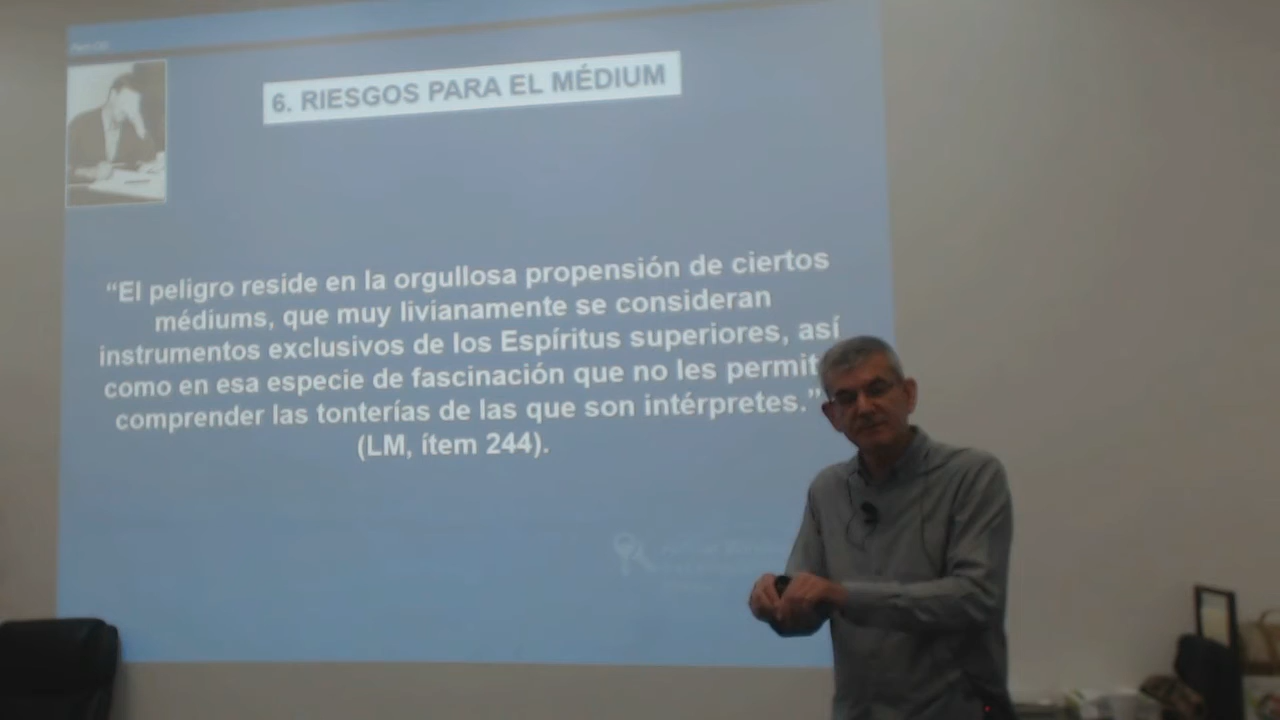 6. RIESGOS PARA EL MÉDIUM
“El peligro reside en la orgullosa propensión de ciertos
médiums, que muy livianamente se consideran
instrumentos exclusivos de los Espíritus superiores, así
como en esa especie de fascinación que no les permit
comprender las tonterías de las que son intérpretes.”
(LM, ítem 244).